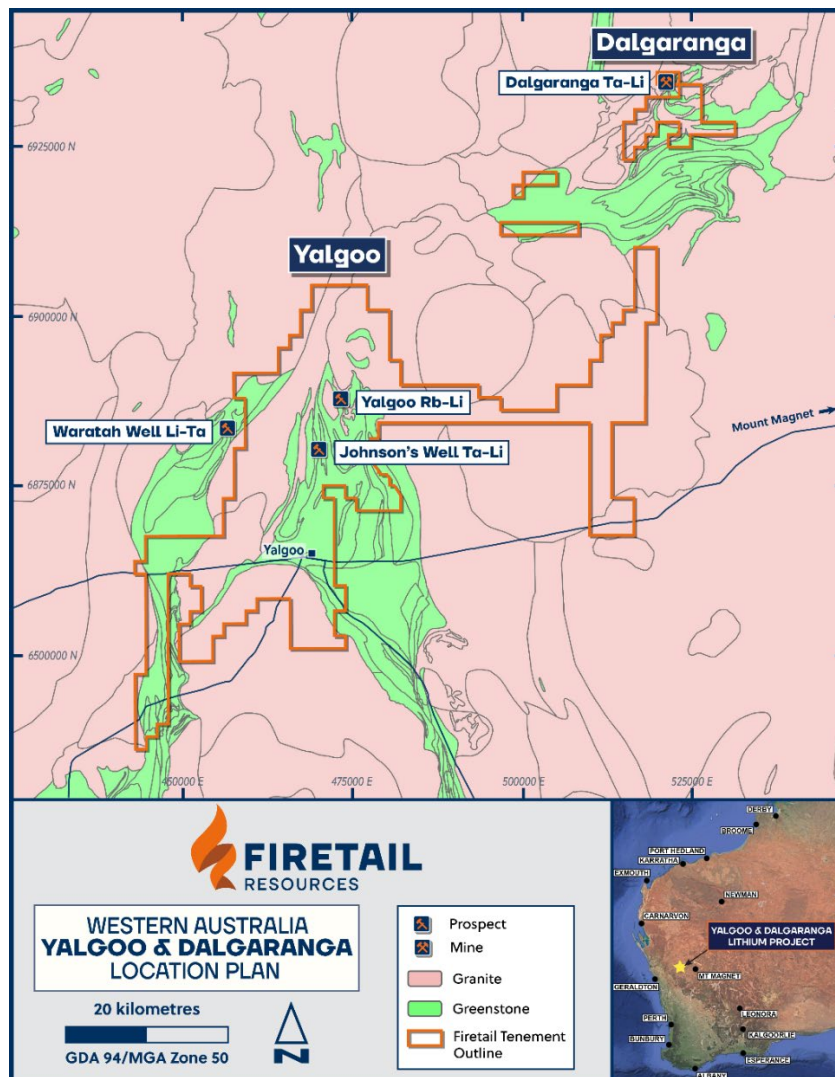 Dalgaranga
Dalgaranga Ta-Li
6925000 N
Yalgoo
6900000 N
Yalgoo Rb-Li
Waratah Well Li-Ta
Johnson's Well Ta-Li
Mount Magnet
6875000 N
Yalgoo
6500000 N
450000 E
475000 E
500000 E
525000 E
FIRETAIL
RESOURCES
WESTERN AUSTRALIA
YALGOO & DALGARANGA
LOCATION PLAN
20 kilometres
GDA 94/MGA Zone 50
N
Prospect
Mine
Granite
Greenstone
Firetail Tenement
Outline
DERBY
BROOME
PORT HEDLAND
KARRATHA
EXMOUTH
NEWMAN
CARNARVON
YALGOO & DALGARANGA
LITHIUM PROJECT
MT MAGNET
GERALDTON
LEONORA
PERTH
KALGOORLIE
BUNBURY
ESPERANCE
ALBANY